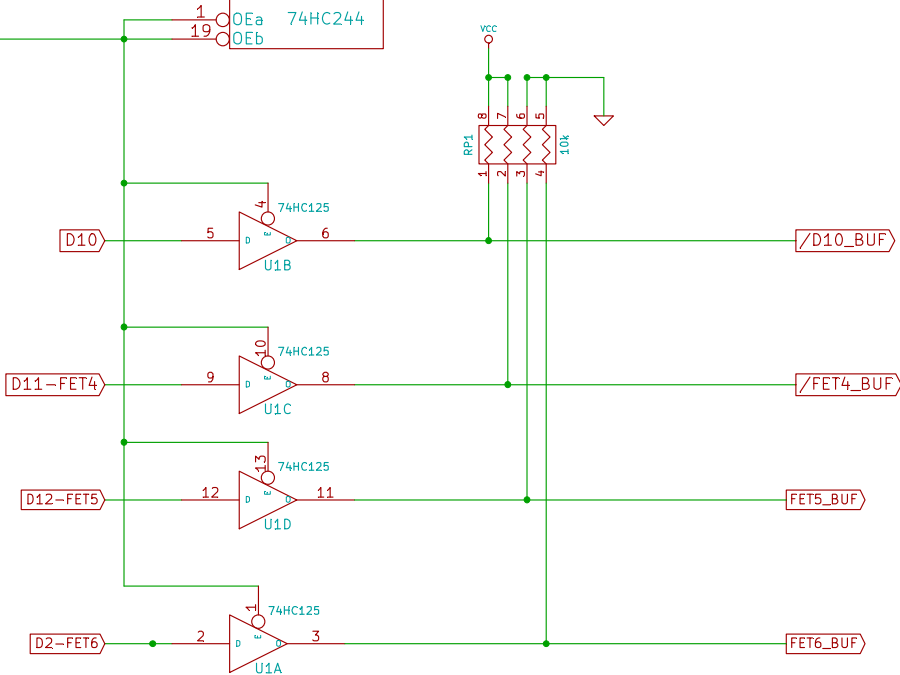 1 OEa 74HC244
19 OEb
VCC
8 7 6 5
RP1 10k
1 2 3 4
4 74HC125
D10 5 D E O 6 /D10_BUF
U1B
10 74HC125
D11-FET4 9 D E O 8 /FET4_BUF
U1C
13 74HC125
D12-FET5 12 D E O 11 FET5_BUF
U1D
1 74HC125
D2-FET6 2 D E O 3 FET6_BUF
U1A